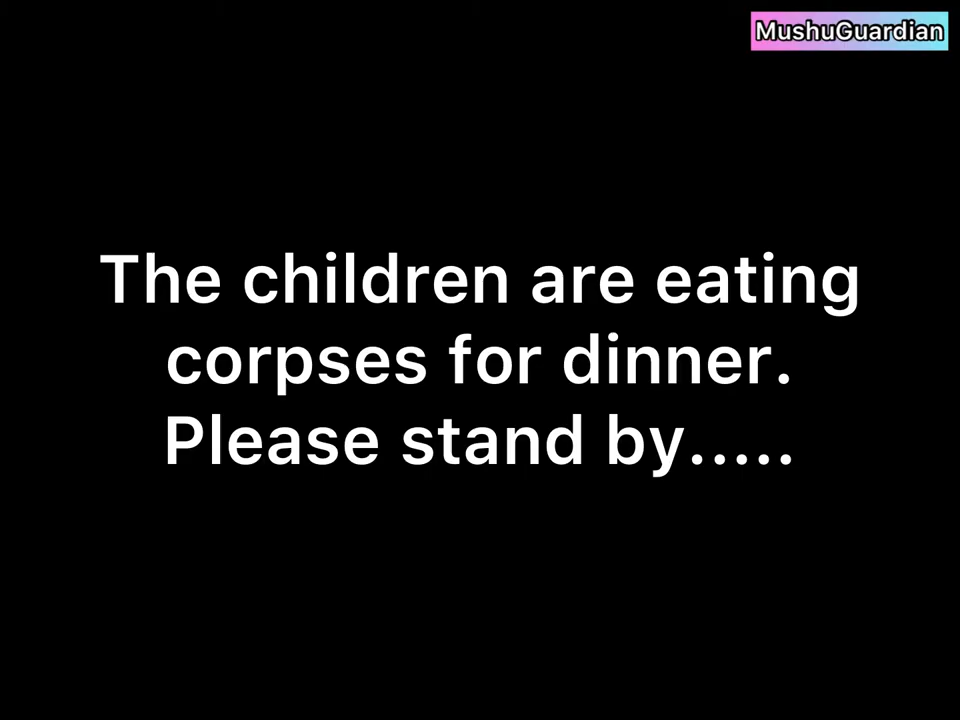 MushuGuardian
The children are eating
corpses for dinner.
Please stand by.....